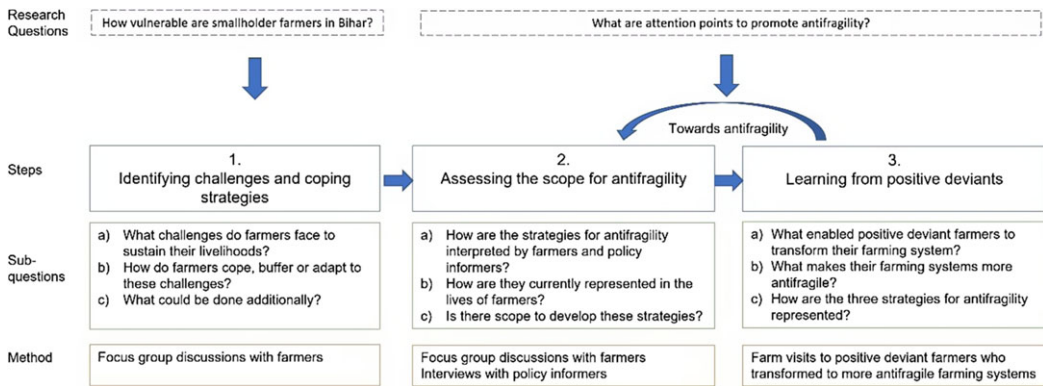 Research
Questions
How vulnerable are smallholder farmers in Bihar?
What are attention points to promote antifragility?
Towards antifragility
Steps
1.
Identifying challenges and coping
strategies
2.
Assessing the scope for antifragility
3.
Learning from positive deviants
Sub-
questions
a) What challenges do farmers face to
sustain their livelihoods?
b) How do farmers cope, buffer or adapt to
these challenges?
c) What could be done additionally?
a) How are the strategies for antifragility
interpreted by farmers and policy
informers?
b) How are they currently represented in the
lives of farmers?
c) Is there scope to develop these strategies?
a) What enabled positive deviant farmers to
transform their farming system?
b) What makes their farming systems more
antifragile?
c) How are the three strategies for antifragility
represented?
Method
Focus group discussions with farmers
Focus group discussions with farmers
Interviews with policy informers
Farm visits to positive deviant farmers who
transformed to more antifragile farming systems